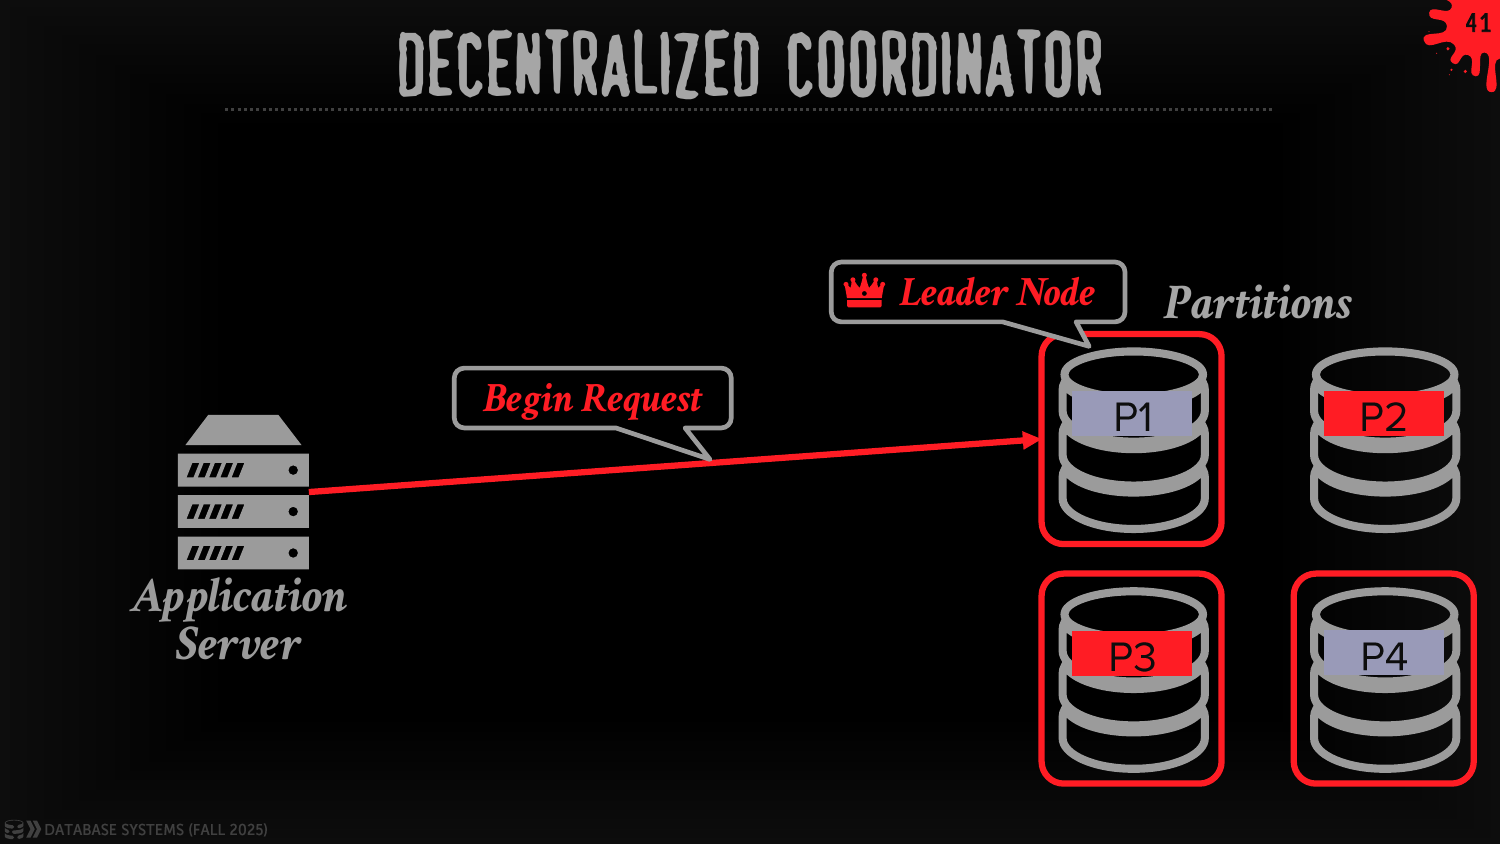 DECENTRALIZED COORDINATOR
41
Leader Node
Partitions
Begin Request
P1
P2
Application
Server
P3
P4
DATABASE SYSTEMS (FALL 2025)